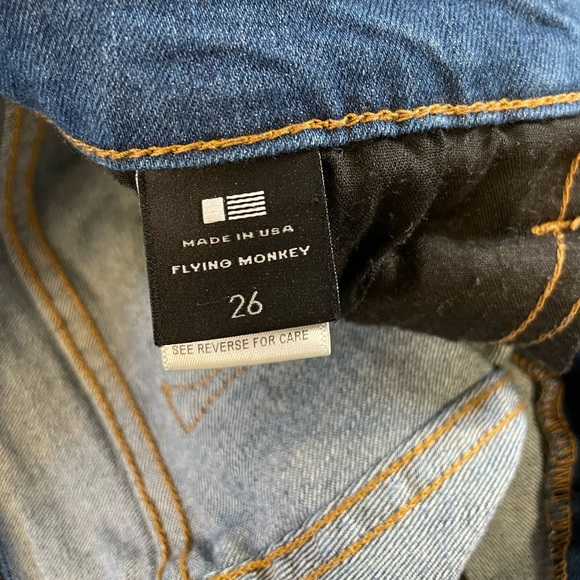 MADE IN USA
FLYING MONKEY
26
SEE REVERSE FOR CARE